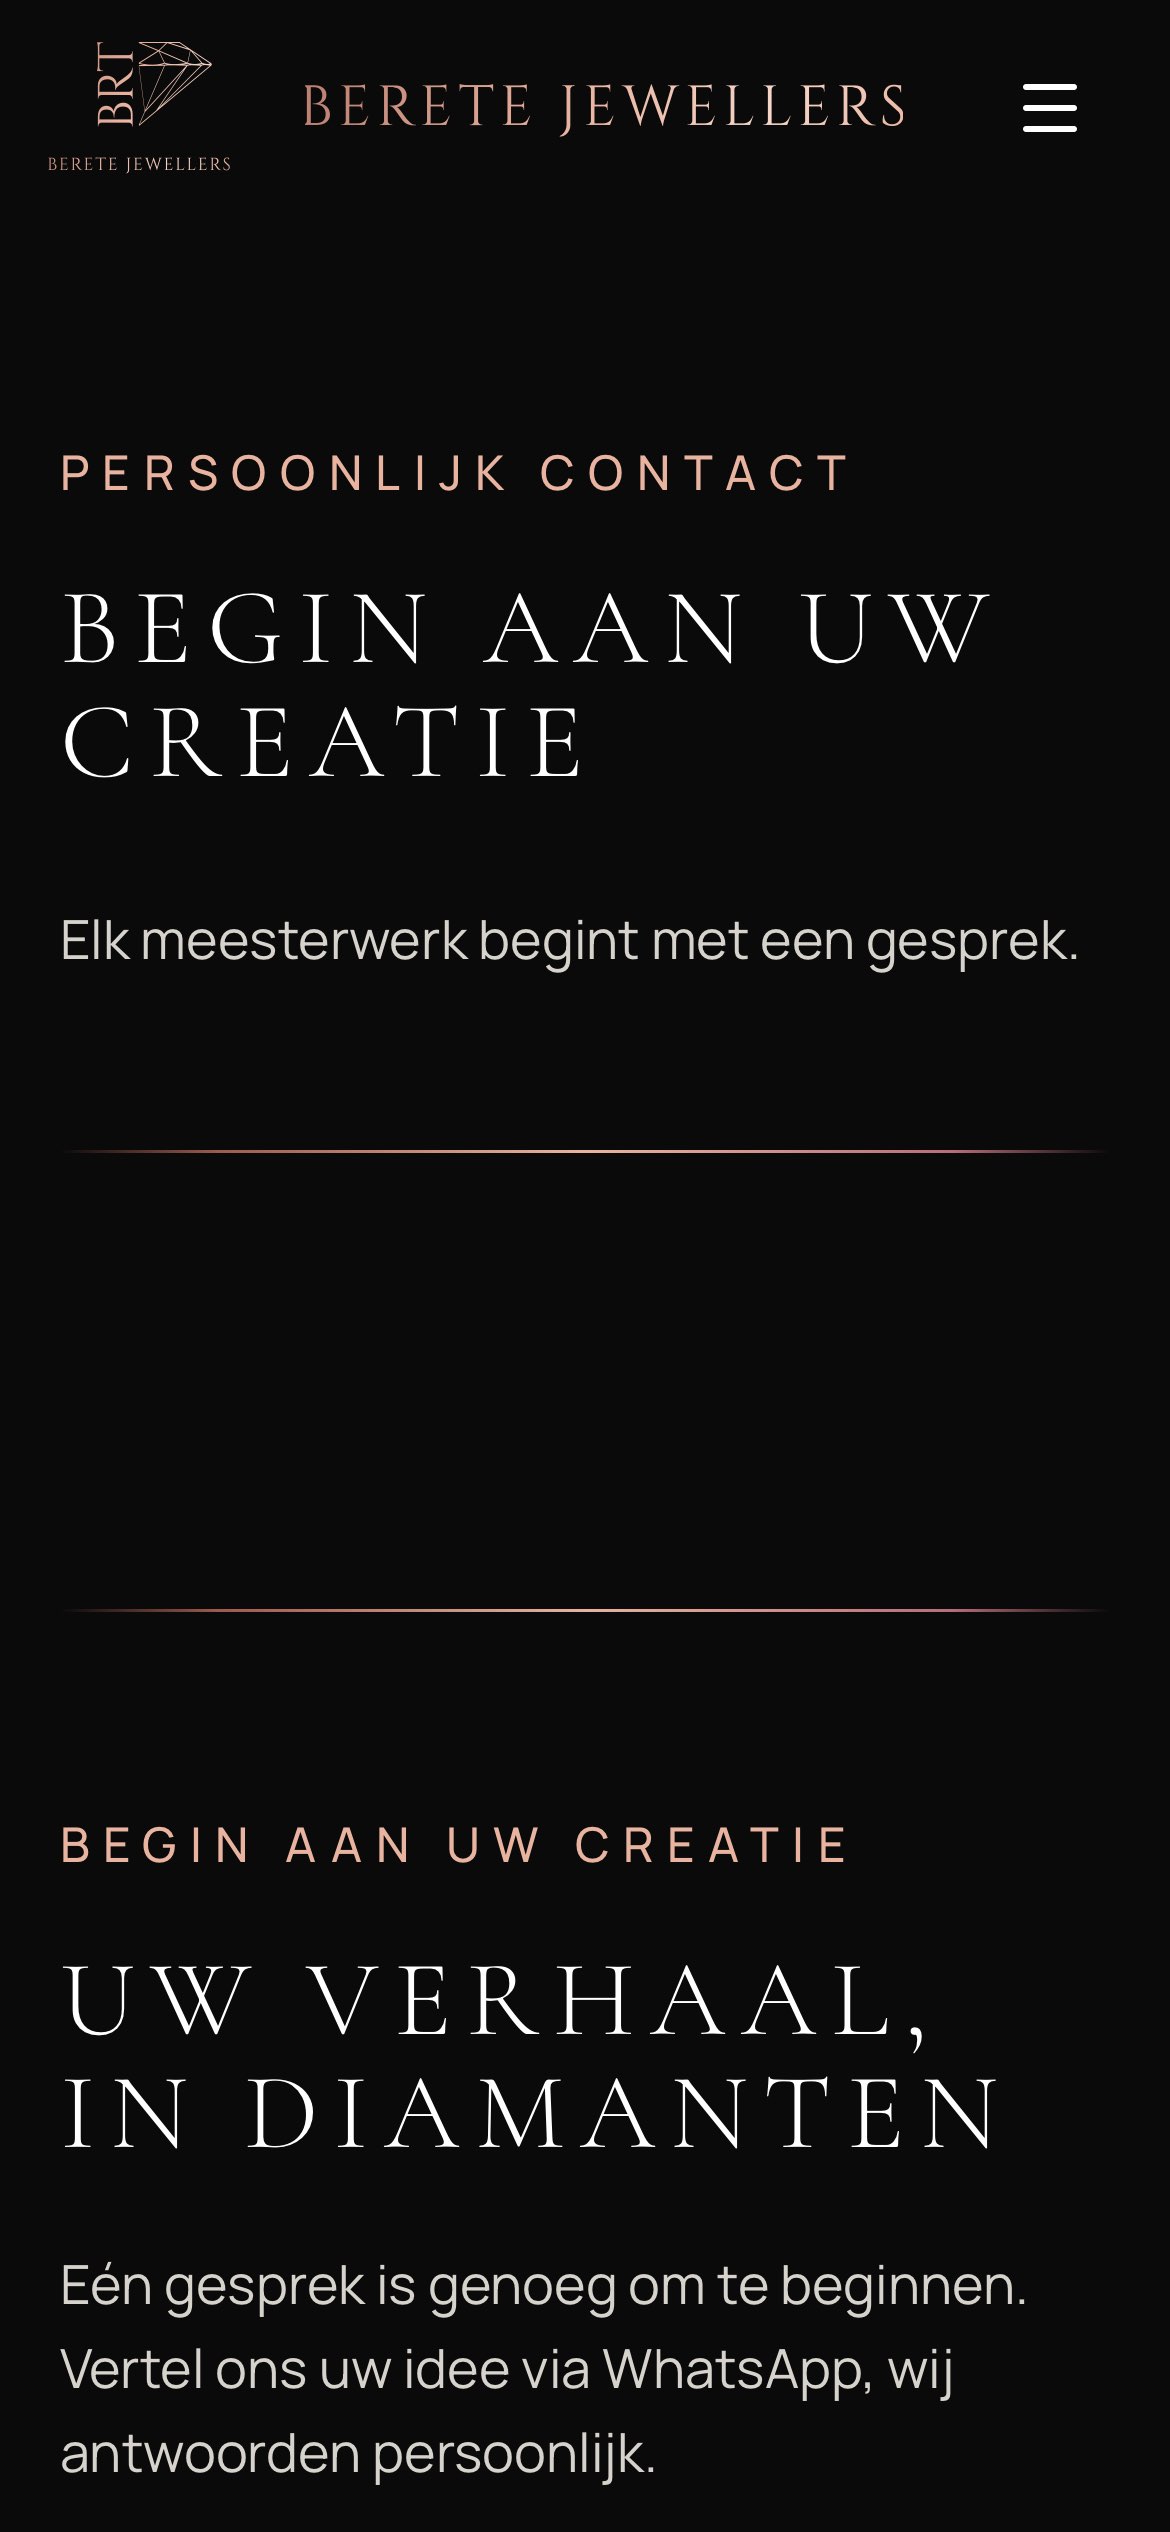 BRT
BERETE JEWELLERS
BERETE JEWELLERS
PERSOONLIJK CONTACT
BEGIN AAN UW
CREATIE
Elk meesterwerk begint met een gesprek.
BEGIN AAN UW CREATIE
UW VERHAAL,
IN DIAMANTEN
Eén gesprek is genoeg om te beginnen.
Vertel ons uw idee via WhatsApp, wij
antwoorden persoonlijk.